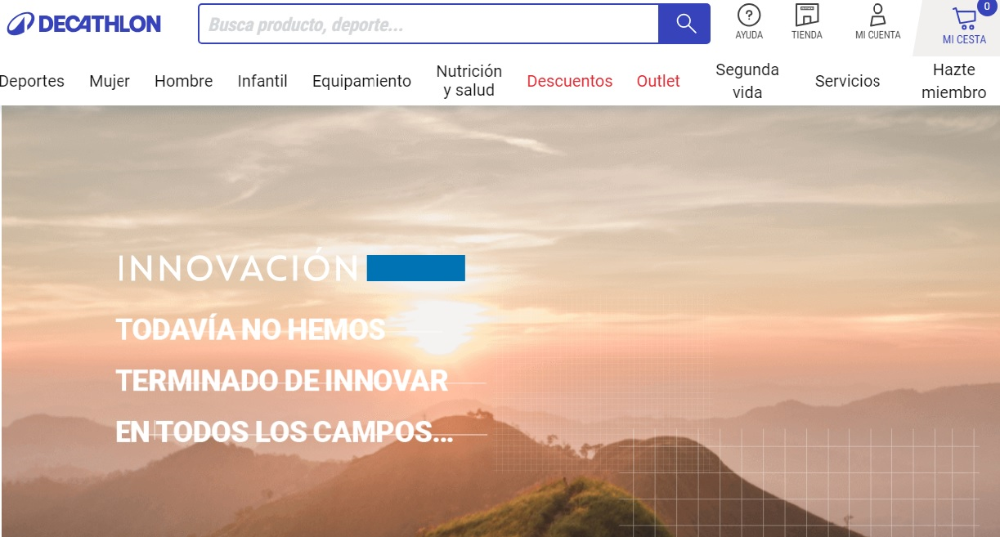 DECATHLON
Busca producto, deporte...
AYUDA
TIENDA
MI CUENTA
0
MI CESTA
Deportes
Mujer
Hombre
Infantil
Equipamiento
Nutrición
y salud
Descuentos
Outlet
Segunda
vida
Servicios
Hazte
miembro
INNOVACIÓN
TODAVÍA NO HEMOS
TERMINADO DE INNOVAR
EN TODOS LOS CAMPOS...